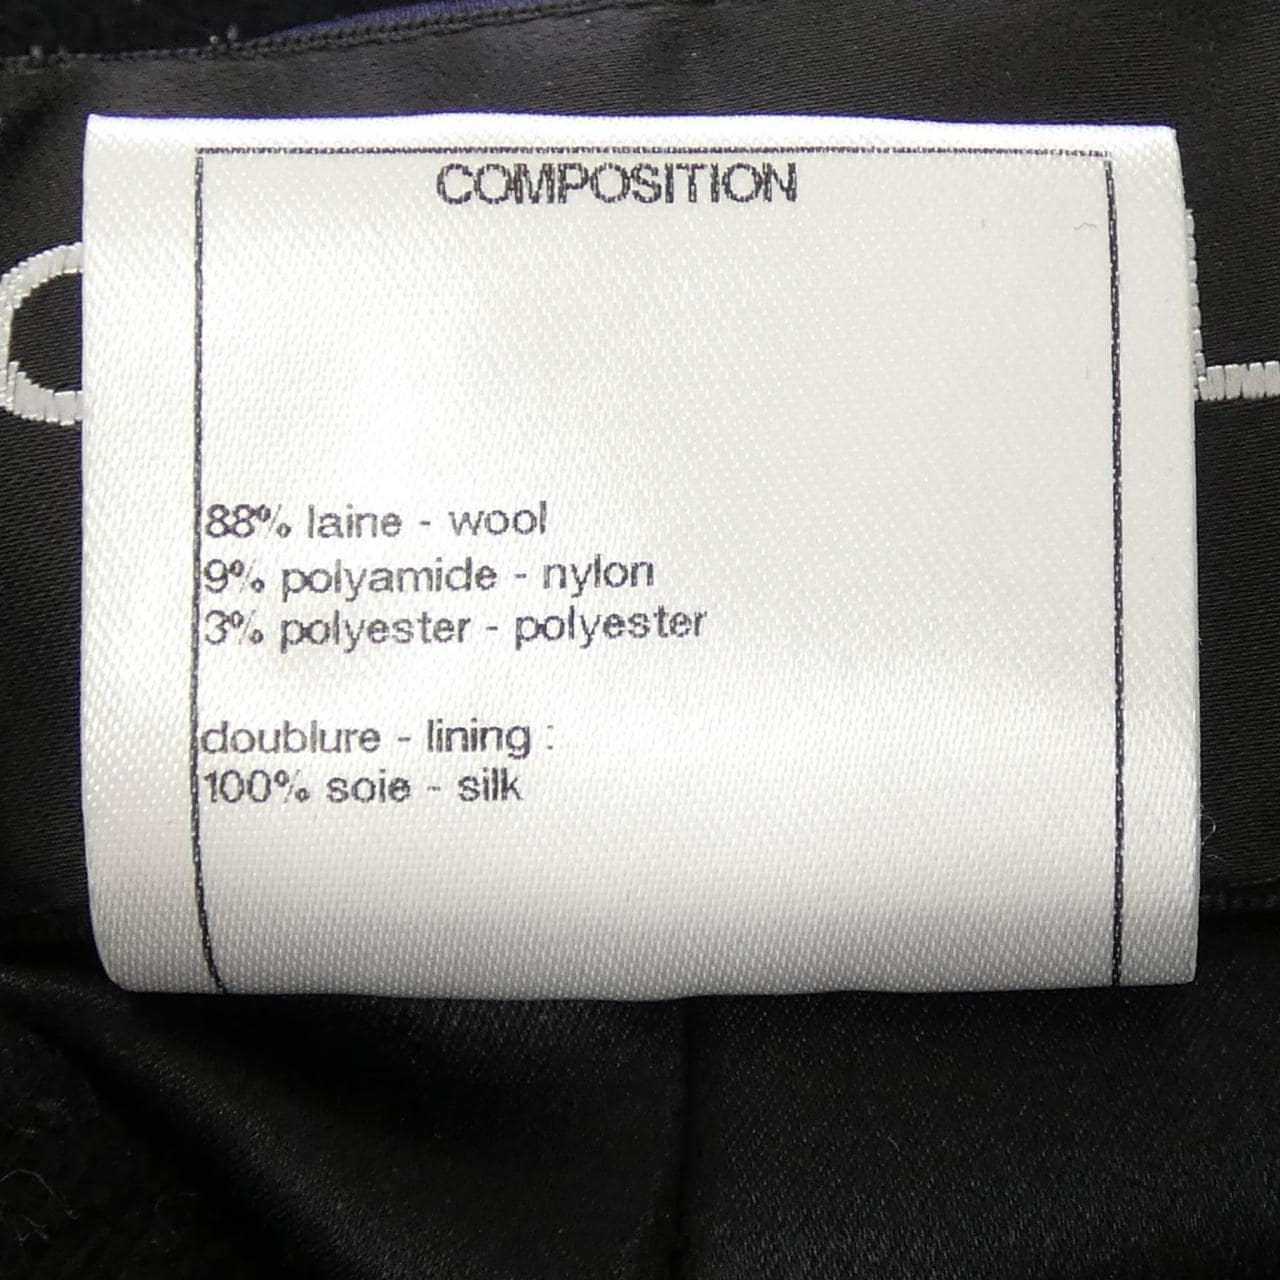 COMPOSITION
88% laine - wool
9% polyamide - nylon
3% polyester - polyester
doublure - lining :
100% soie - silk